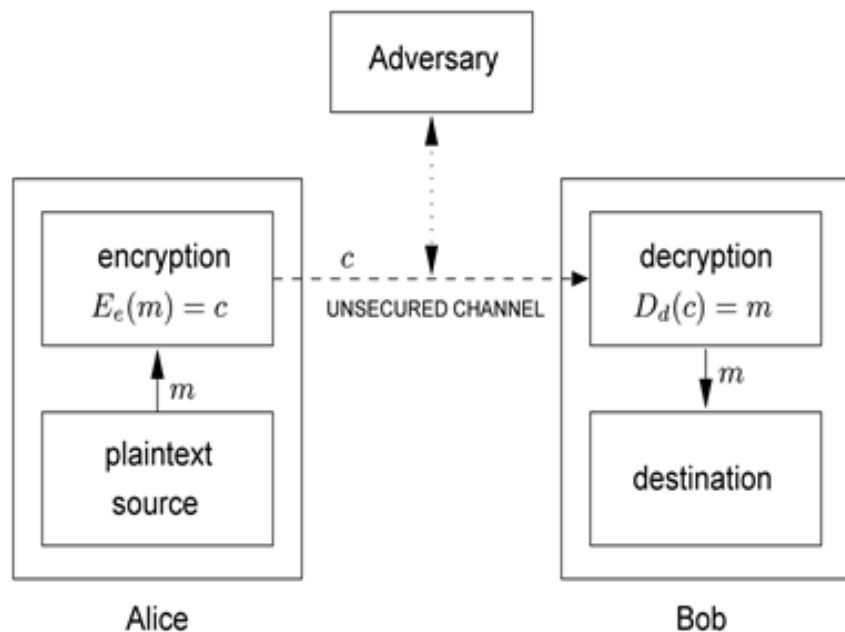 Adversary
encryption
E_e(m) = c
c
UNSECURED CHANNEL
decryption
D_d(c) = m
m
m
plaintext
source
destination
Alice
Bob